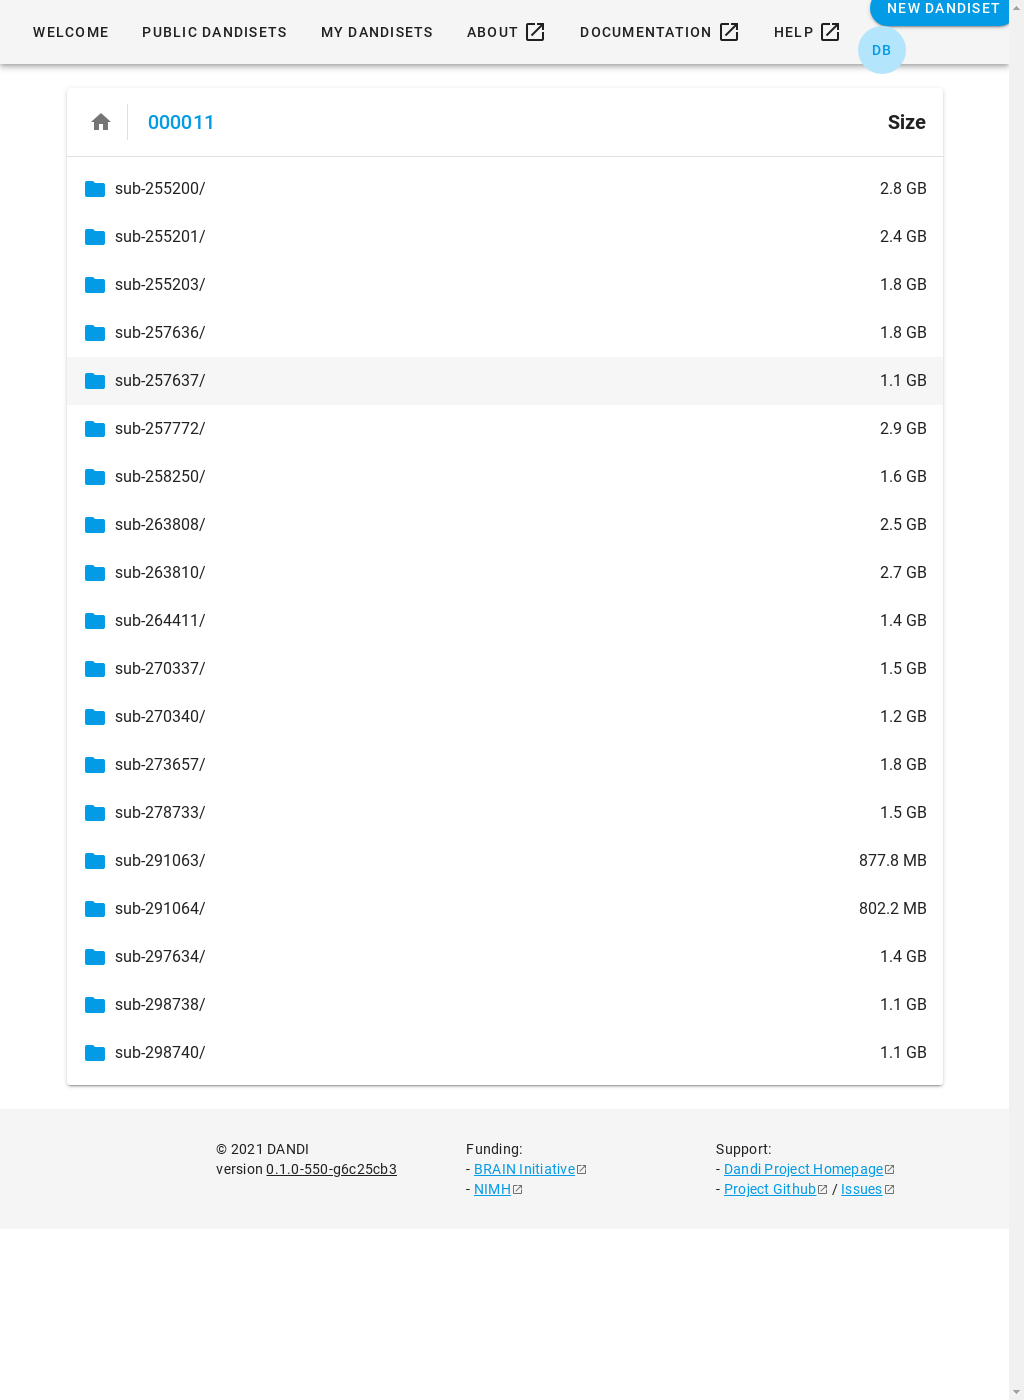 WELCOME PUBLIC DANDISETS MY DANDISETS ABOUT DOCUMENTATION HELP NEW DANDISET
DB
000011 Size
sub-255200/ 2.8 GB
sub-255201/ 2.4 GB
sub-255203/ 1.8 GB
sub-257636/ 1.8 GB
sub-257637/ 1.1 GB
sub-257772/ 2.9 GB
sub-258250/ 1.6 GB
sub-263808/ 2.5 GB
sub-263810/ 2.7 GB
sub-264411/ 1.4 GB
sub-270337/ 1.5 GB
sub-270340/ 1.2 GB
sub-273657/ 1.8 GB
sub-278733/ 1.5 GB
sub-291063/ 877.8 MB
sub-291064/ 802.2 MB
sub-297634/ 1.4 GB
sub-298738/ 1.1 GB
sub-298740/ 1.1 GB
© 2021 DANDI
version 0.1.0-550-g6c25cb3
Funding:
- BRAIN Initiative
- NIMH
Support:
- Dandi Project Homepage
- Project Github / Issues